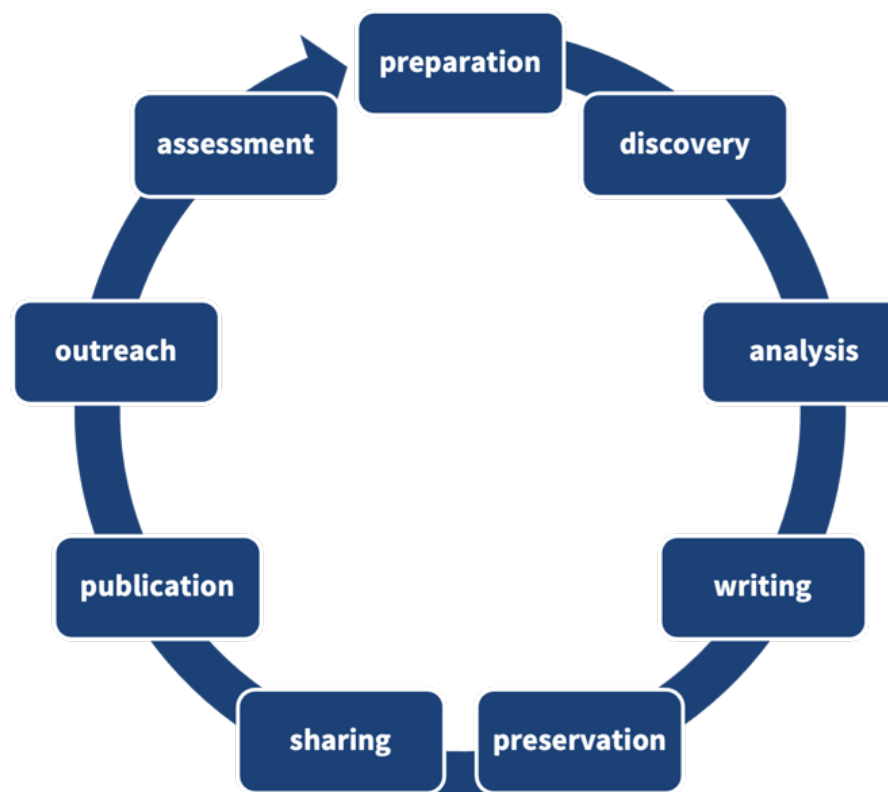 preparation
discovery
analysis
writing
preservation
sharing
publication
outreach
assessment